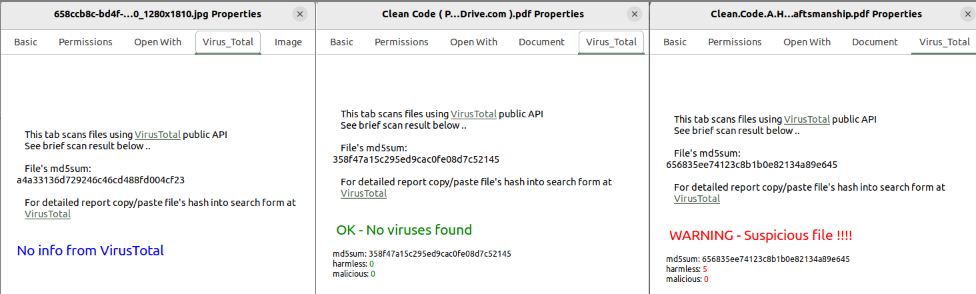 658ccb8c-bd4f-...0_1280x1810.jpg Properties
Basic Permissions Open With Virus_Total Image
This tab scans files using VirusTotal public API
See brief scan result below ..
File's md5sum:
a4a33136d729246c46cd488fd004cf23
For detailed report copy/paste file's hash into search form at
VirusTotal
No info from VirusTotal
Clean Code ( P...Drive.com ).pdf Properties
Basic Permissions Open With Document Virus_Total
This tab scans files using VirusTotal public API
See brief scan result below ..
File's md5sum:
358f47a15c295ed9cac0fe08d7c52145
For detailed report copy/paste file's hash into search form at
VirusTotal
OK - No viruses found
md5sum: 358f47a15c295ed9cac0fe08d7c52145
harmless: 0
malicious: 0
Clean.Code.A.H...aftsmanship.pdf Properties
Basic Permissions Open With Document Virus_Total
This tab scans files using VirusTotal public API
See brief scan result below ..
File's md5sum:
656835ee74123c8b1b0e82134a89e645
For detailed report copy/paste file's hash into search form at
VirusTotal
WARNING - Suspicious file !!!!
md5sum: 656835ee74123c8b1b0e82134a89e645
harmless: 5
malicious: 0